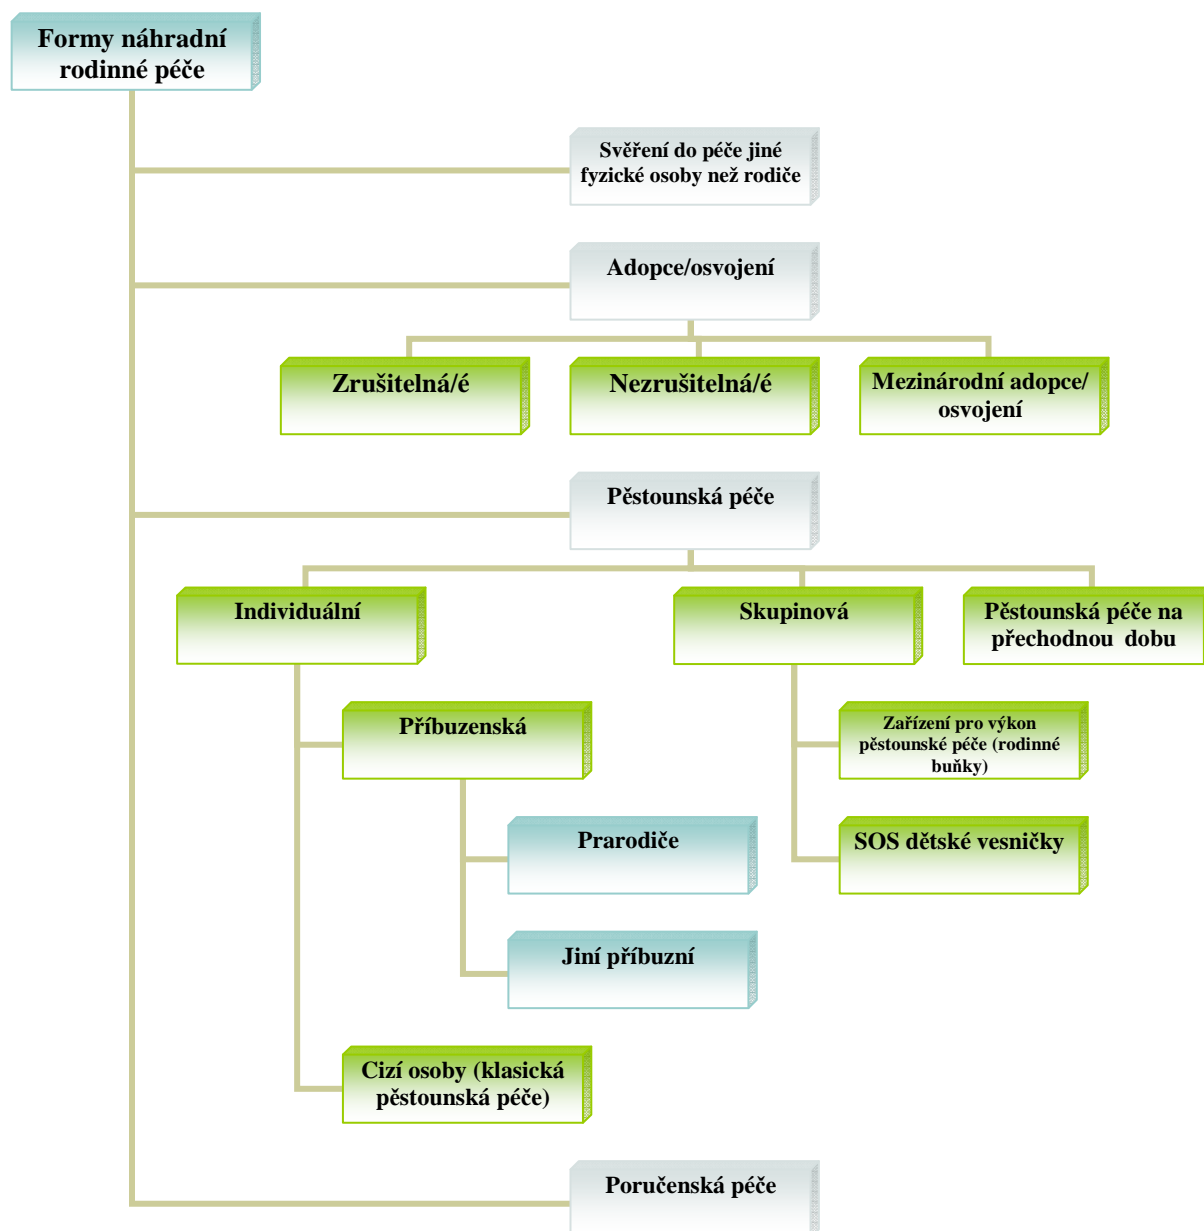 Formy náhradní
rodinné péče
Svěření do péče jiné
fyzické osoby než rodiče
Adopce/osvojení
Zrušitelná/é
Nezrušitelná/é
Mezinárodní adopce/
osvojení
Pěstounská péče
Individuální
Skupinová
Pěstounská péče na
přechodnou dobu
Příbuzenská
Zařízení pro výkon
pěstounské péče (rodinné
buňky)
Prarodiče
SOS dětské vesničky
Jiní příbuzní
Cizí osoby (klasická
pěstounská péče)
Poručenská péče